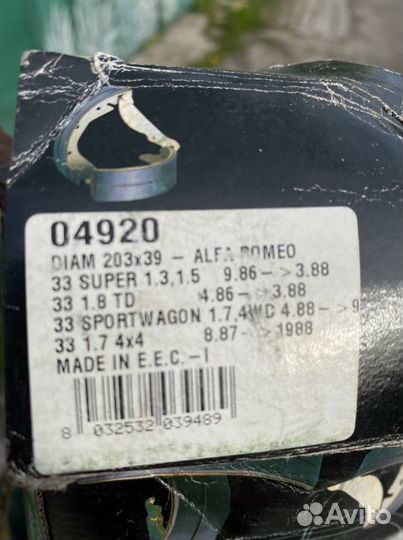 04920
DIAM 203x39 – ALFA ROMEO
33 SUPER 1.3,1.5 9.86-->3.88
33 1.8 TD 4.86-->3.88
33 SPORTWAGON 1.7,4WD 4.88-->9
33 1.7 4x4 8.87-->1988
MADE IN E.E.C.-I
8 032532 039489
Avito